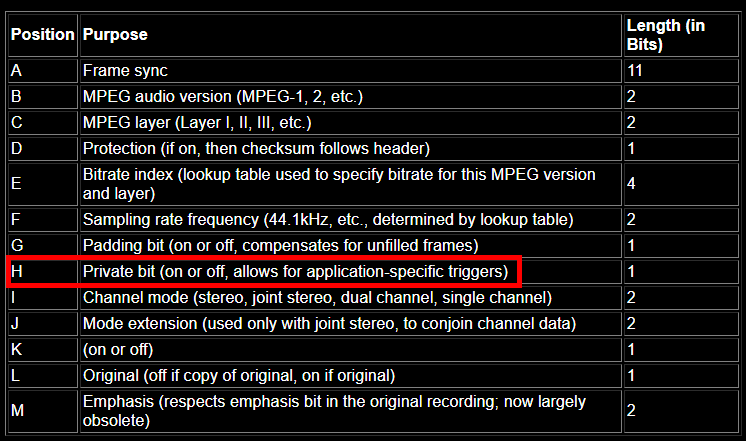 Position Purpose Length (in
Bits)
A Frame sync 11
B MPEG audio version (MPEG-1, 2, etc.) 2
C MPEG layer (Layer I, II, III, etc.) 2
D Protection (if on, then checksum follows header) 1
E Bitrate index (lookup table used to specify bitrate for this MPEG version
and layer) 4
F Sampling rate frequency (44.1kHz, etc., determined by lookup table) 2
G Padding bit (on or off, compensates for unfilled frames) 1
H Private bit (on or off, allows for application-specific triggers) 1
I Channel mode (stereo, joint stereo, dual channel, single channel) 2
J Mode extension (used only with joint stereo, to conjoin channel data) 2
K (on or off) 1
L Original (off if copy of original, on if original) 1
M Emphasis (respects emphasis bit in the original recording; now largely
obsolete) 2